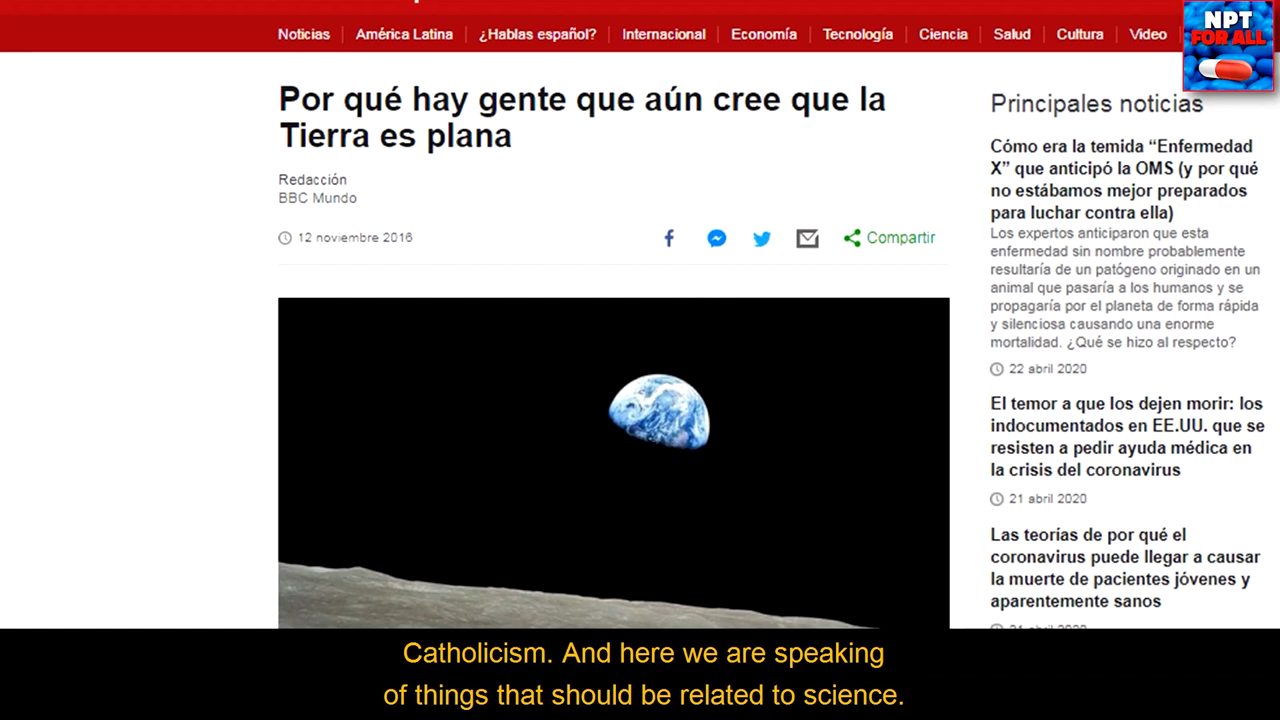 Noticias
América Latina
¿Hablas español?
Internacional
Economía
Tecnología
Ciencia
Salud
Cultura
Video
NPT
FOR ALL
Por qué hay gente que aún cree que la
Tierra es plana
Redacción
BBC Mundo
12 noviembre 2016
Compartir
Principales noticias
Cómo era la temida “Enfermedad
X” que anticipó la OMS (y por qué
no estábamos mejor preparados
para luchar contra ella)
Los expertos anticiparon que esta
enfermedad sin nombre probablemente
resultaría de un patógeno originado en un
animal que pasaría a los humanos y se
propagaría por el planeta de forma rápida
y silenciosa causando una enorme
mortalidad. ¿Qué se hizo al respecto?
22 abril 2020
El temor a que los dejen morir: los
indocumentados en EE.UU. que se
resisten a pedir ayuda médica en
la crisis del coronavirus
21 abril 2020
Las teorías de por qué el
coronavirus puede llegar a causar
la muerte de pacientes jóvenes y
aparentemente sanos
Catholicism. And here we are speaking
of things that should be related to science.